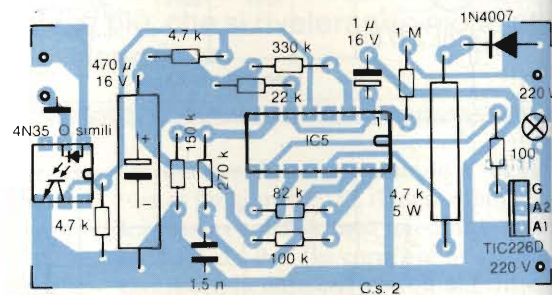 4,7 k
330 k
1 µ
16 V
1 M
1N4007
470 µ
16 V
22 k
220 V
4N35 O simili
+
1
IC5
150 k
270 k
100
82 k
4,7 k
5 W
G
A2
A1
4,7 k
–
100 k
TIC226D
220 V
1,5 n
C.s. 2